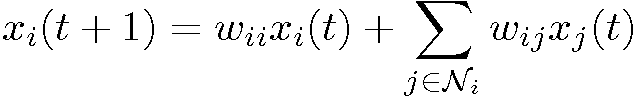 x_i(t + 1) = w_{ii}x_i(t) + \sum_{j \in \mathcal{N}_i} w_{ij}x_j(t)